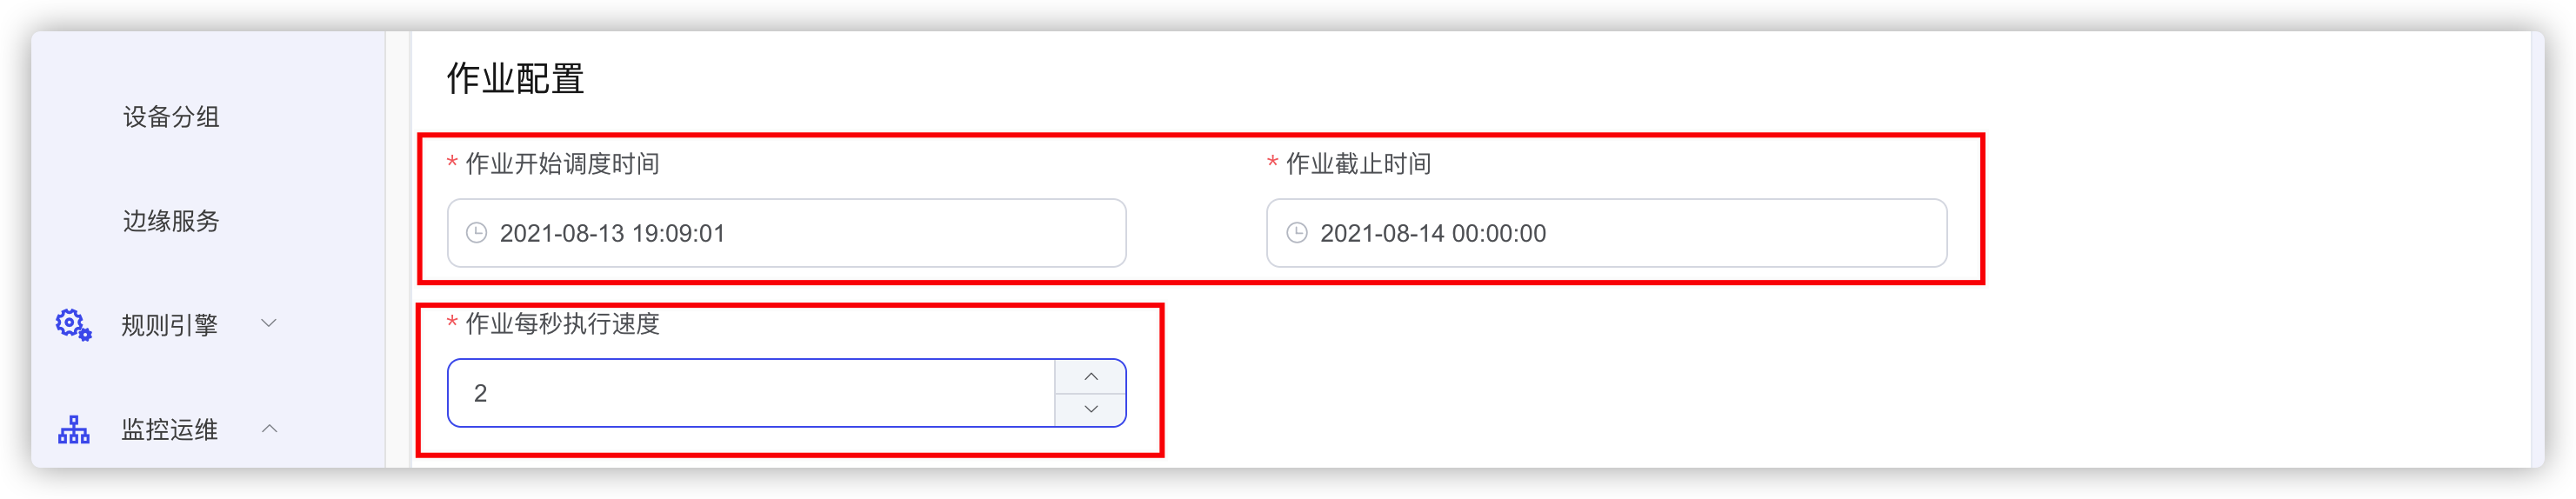 设备分组
边缘服务
规则引擎
监控运维
作业配置
* 作业开始调度时间
2021-08-13 19:09:01
* 作业截止时间
2021-08-14 00:00:00
* 作业每秒执行速度
2